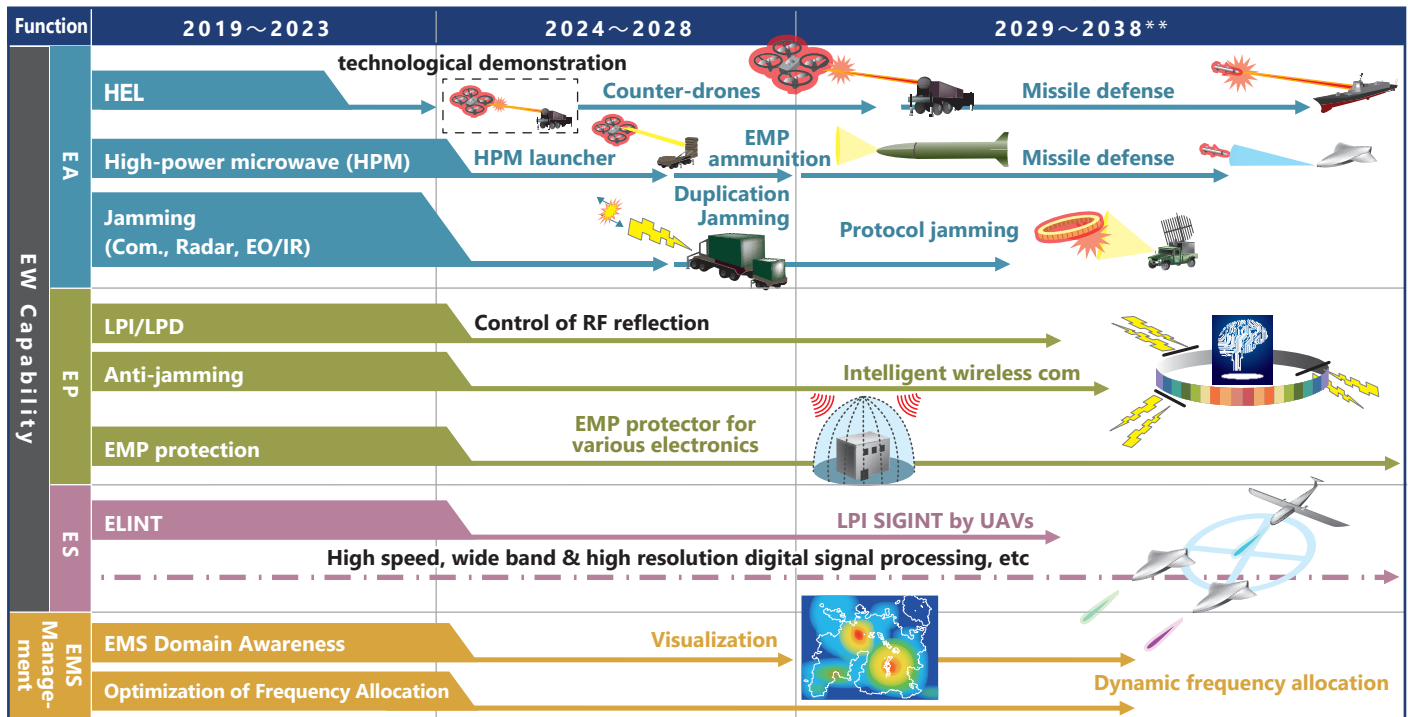 Function
2019～2023
2024～2028
2029～2038**
EW Capability
EA
technological demonstration
HEL
Counter-drones
Missile defense
High-power microwave (HPM)
HPM launcher
EMP
ammunition
Missile defense
Jamming
(Com., Radar, EO/IR)
Duplication
Jamming
Protocol jamming
EP
LPI/LPD
Control of RF reflection
Anti-jamming
Intelligent wireless com
EMP protection
EMP protector for
various electronics
ES
ELINT
LPI SIGINT by UAVs
High speed, wide band & high resolution digital signal processing, etc
EMS
Manage-
ment
EMS Domain Awareness
Visualization
Optimization of Frequency Allocation
Dynamic frequency allocation